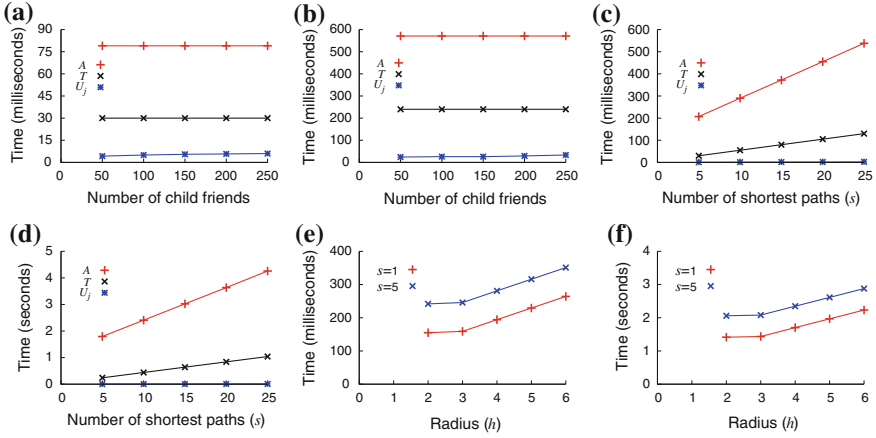 (a)
90
75
60
45
30
15
0
A
T
Uj
Time (milliseconds)
0 50 100 150 200 250
Number of child friends
(b)
600
500
400
300
200
100
0
A
T
Uj
Time (milliseconds)
0 50 100 150 200 250
Number of child friends
(c)
600
500
400
300
200
100
0
A
T
Uj
Time (milliseconds)
0 5 10 15 20 25
Number of shortest paths (s)
(d)
5
4
3
2
1
0
A
T
Uj
Time (seconds)
0 5 10 15 20 25
Number of shortest paths (s)
(e)
400
300
200
100
0
s=1
s=5
Time (milliseconds)
0 1 2 3 4 5 6
Radius (h)
(f)
4
3
2
1
0
s=1
s=5
Time (seconds)
0 1 2 3 4 5 6
Radius (h)